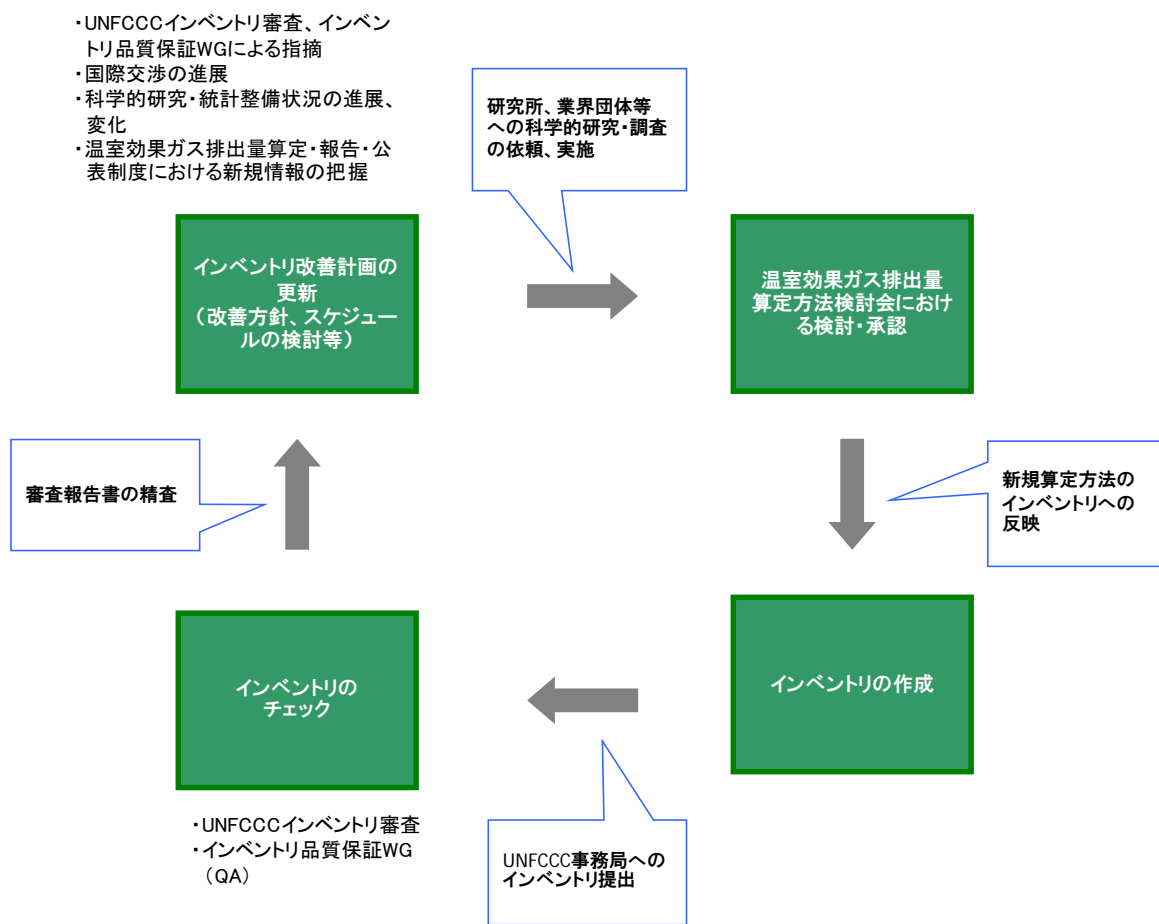 ・UNFCCCインベントリ審査、インベン
トリ品質保証WGによる指摘
・国際交渉の進展
・科学的研究・統計整備状況の進展、
変化
・温室効果ガス排出量算定・報告・公
表制度における新規情報の把握
研究所、業界団体等
への科学的研究・調査
の依頼、実施
インベントリ改善計画の
更新
（改善方針、スケジュー
ルの検討等）
温室効果ガス排出量
算定方法検討会におけ
る検討・承認
審査報告書の精査
新規算定方法の
インベントリへの
反映
インベントリの
チェック
インベントリの作成
・UNFCCCインベントリ審査
・インベントリ品質保証WG
（QA）
UNFCCC事務局への
インベントリ提出